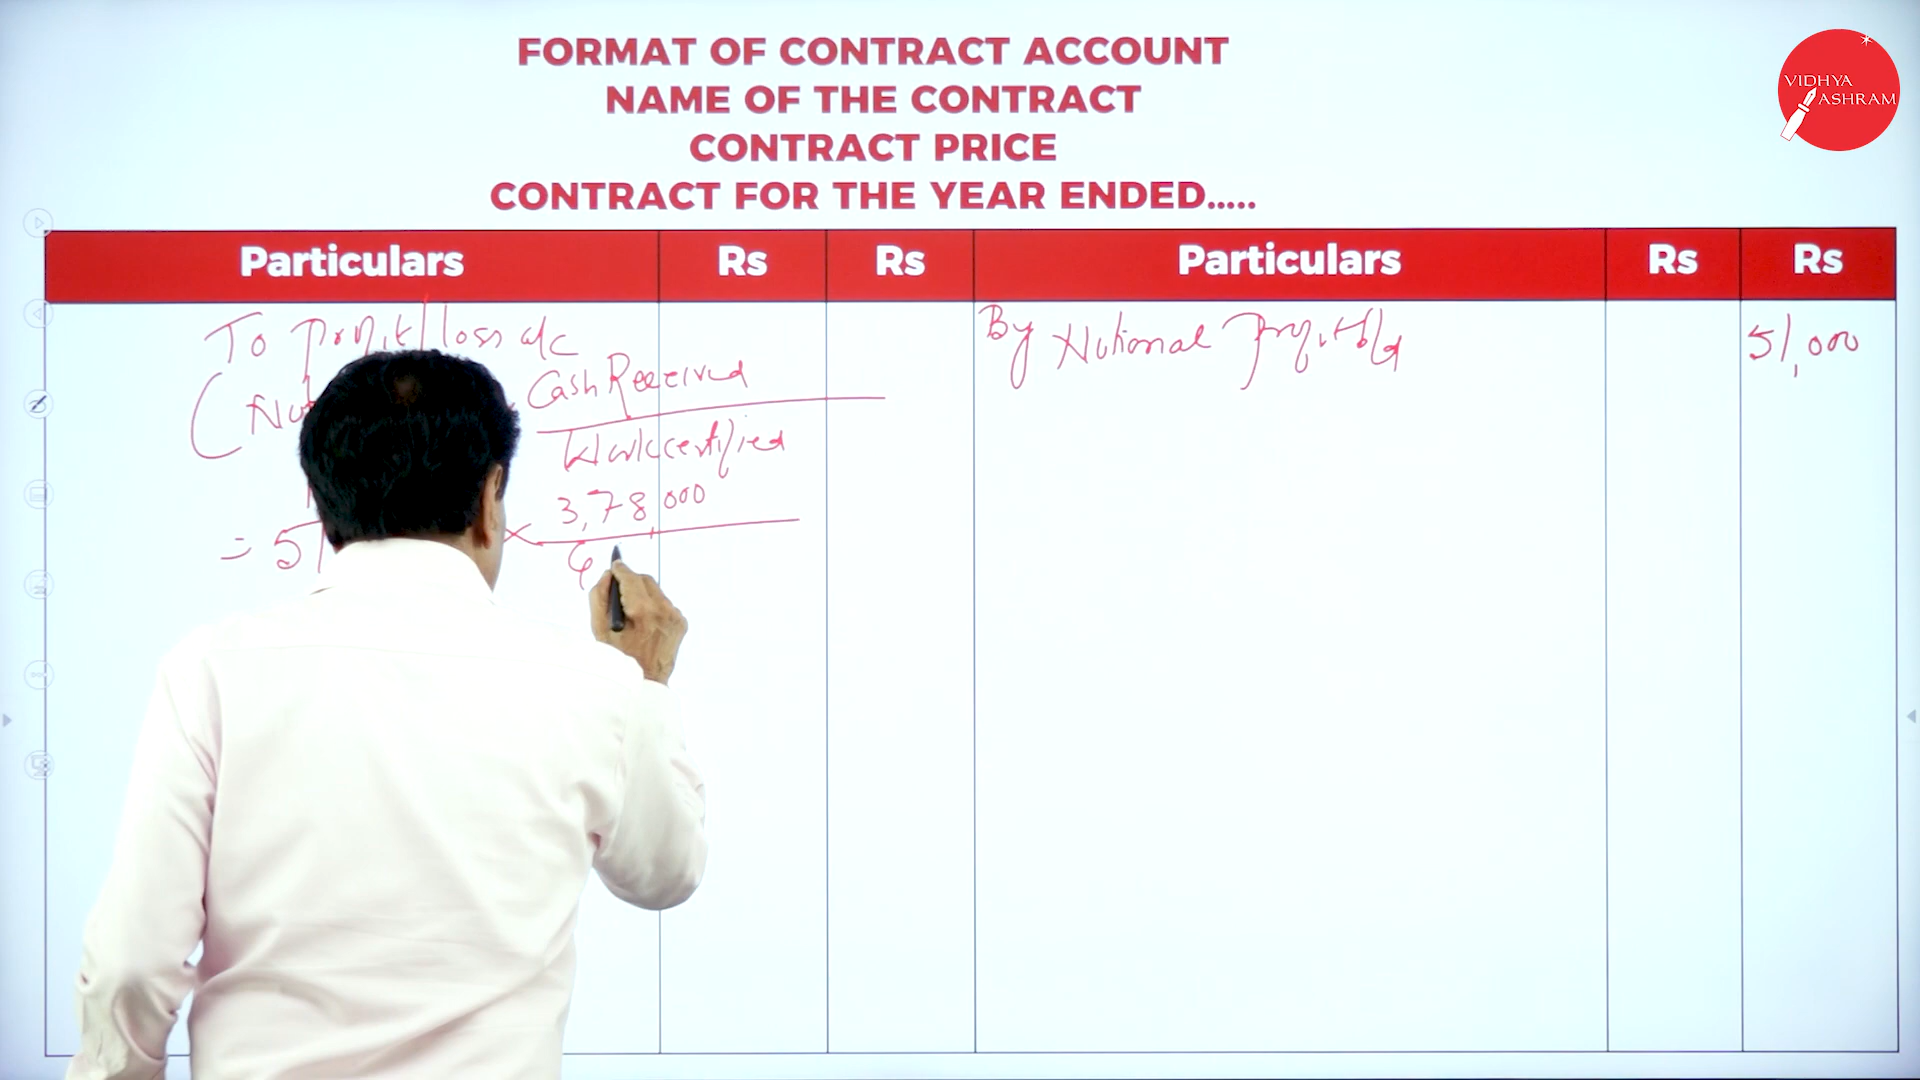 FORMAT OF CONTRACT ACCOUNT
NAME OF THE CONTRACT
CONTRACT PRICE
CONTRACT FOR THE YEAR ENDED.....
VIDHYA
ASHRAM
Particulars Rs Rs Particulars Rs Rs
To Profit/loss a/c
Cash Received
Work certified
= 51 × 3,78,000
6
By Notional Profit b/d 51,000